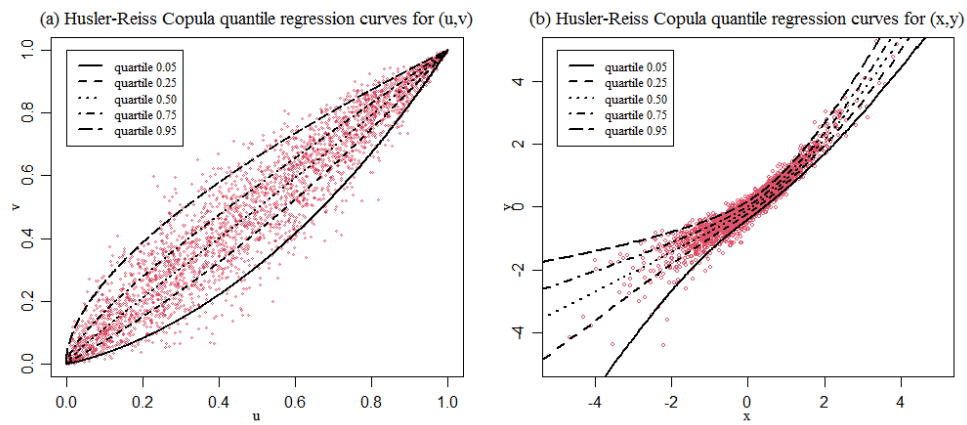 (a) Husler-Reiss Copula quantile regression curves for (u,v)
quartile 0.05
quartile 0.25
quartile 0.50
quartile 0.75
quartile 0.95
1.0
0.8
0.6
0.4
0.2
0.0
v
0.0 0.2 0.4 0.6 0.8 1.0
u
(b) Husler-Reiss Copula quantile regression curves for (x,y)
quartile 0.05
quartile 0.25
quartile 0.50
quartile 0.75
quartile 0.95
4
2
0
-2
-4
y
-4 -2 0 2 4
x